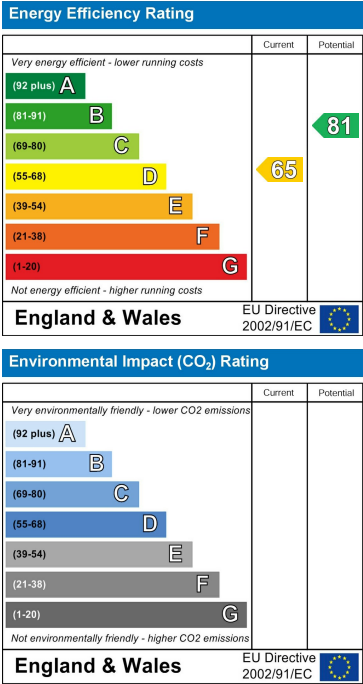 Energy Efficiency Rating
Current Potential
Very energy efficient - lower running costs
(92 plus) A
(81-91) B
81
(69-80) C
(55-68) D
65
(39-54) E
(21-38) F
(1-20) G
Not energy efficient - higher running costs
England & Wales
EU Directive
2002/91/EC
Environmental Impact (CO₂) Rating
Current Potential
Very environmentally friendly - lower CO2 emissions
(92 plus) A
(81-91) B
(69-80) C
(55-68) D
(39-54) E
(21-38) F
(1-20) G
Not environmentally friendly - higher CO2 emissions
England & Wales
EU Directive
2002/91/EC